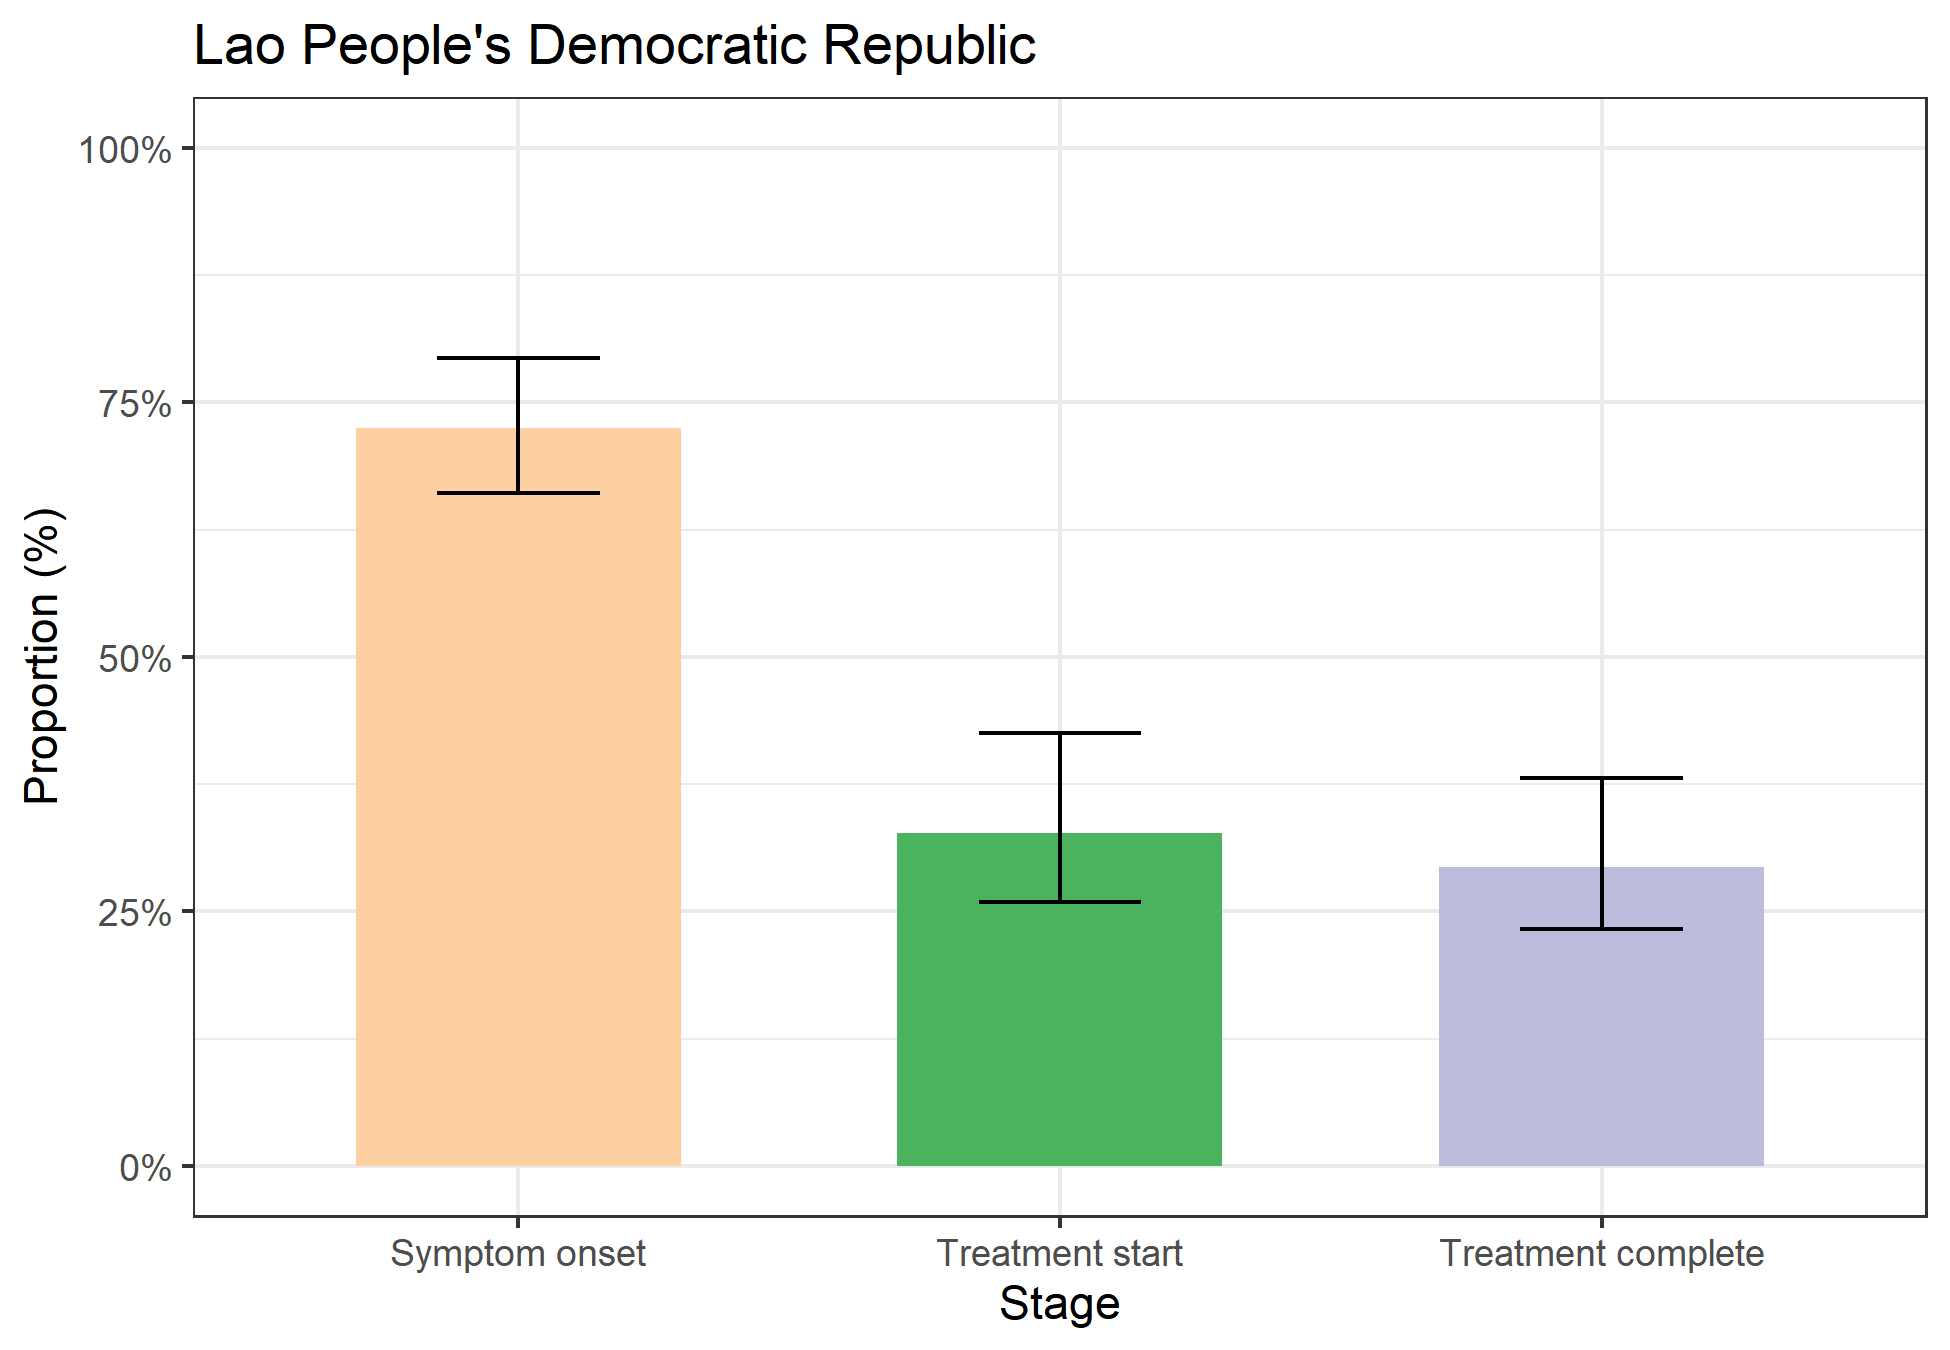 Lao People's Democratic Republic
Proportion (%)
100%
75%
50%
25%
0%
Symptom onset
Treatment start
Treatment complete
Stage